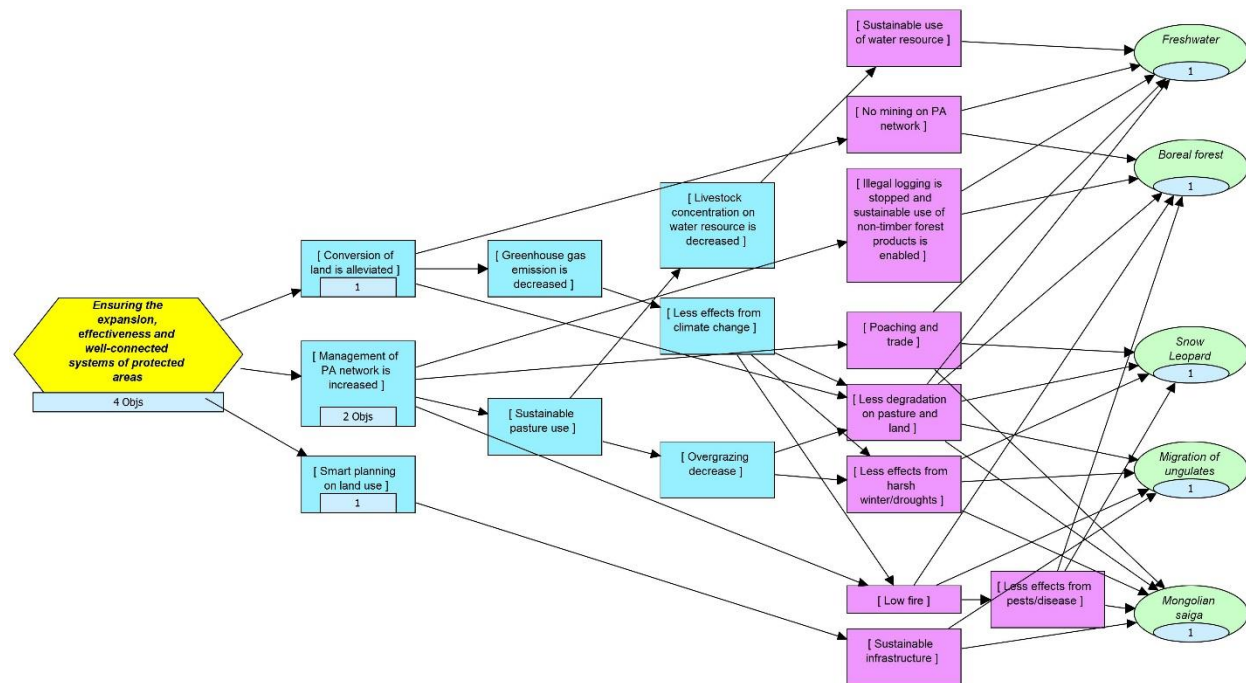 Ensuring the
expansion,
effectiveness and
well-connected
systems of protected
areas
4 Objs
[ Conversion of
land is alleviated ]
1
[ Management of
PA network is
increased ]
2 Objs
[ Smart planning
on land use ]
1
[ Greenhouse gas
emission is
decreased ]
[ Sustainable
pasture use ]
[ Livestock
concentration on
water resource is
decreased ]
[ Less effects from
climate change ]
[ Overgrazing
decrease ]
[ Sustainable use
of water resource ]
[ No mining on PA
network ]
[ Illegal logging is
stopped and
sustainable use of
non-timber forest
products is
enabled ]
[ Poaching and
trade ]
[ Less degradation
on pasture and
land ]
[ Less effects from
harsh
winter/droughts ]
[ Low fire ]
[ Less effects from
pests/disease ]
[ Sustainable
infrastructure ]
Freshwater
1
Boreal forest
1
Snow
Leopard
1
Migration of
ungulates
1
Mongolian
saiga
1